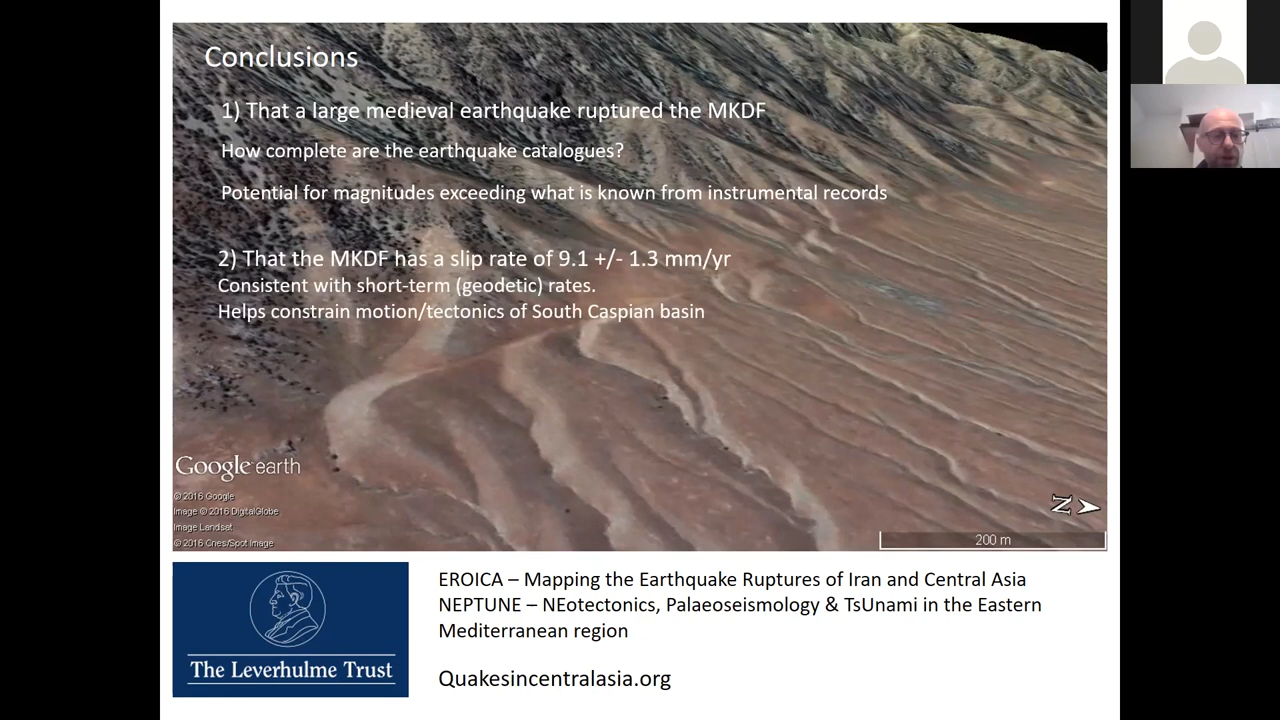 Conclusions
1) That a large medieval earthquake ruptured the MKDF
How complete are the earthquake catalogues?
Potential for magnitudes exceeding what is known from instrumental records
2) That the MKDF has a slip rate of 9.1 +/- 1.3 mm/yr
Consistent with short-term (geodetic) rates.
Helps constrain motion/tectonics of South Caspian basin
Google earth
© 2016 Google
Image © 2016 DigitalGlobe
Image Landsat
© 2016 Cnes/Spot Image
N
200 m
The Leverhulme Trust
EROICA – Mapping the Earthquake Ruptures of Iran and Central Asia
NEPTUNE – NEotectonics, Palaeoseismology & TsUnami in the Eastern
Mediterranean region
Quakesincentralasia.org